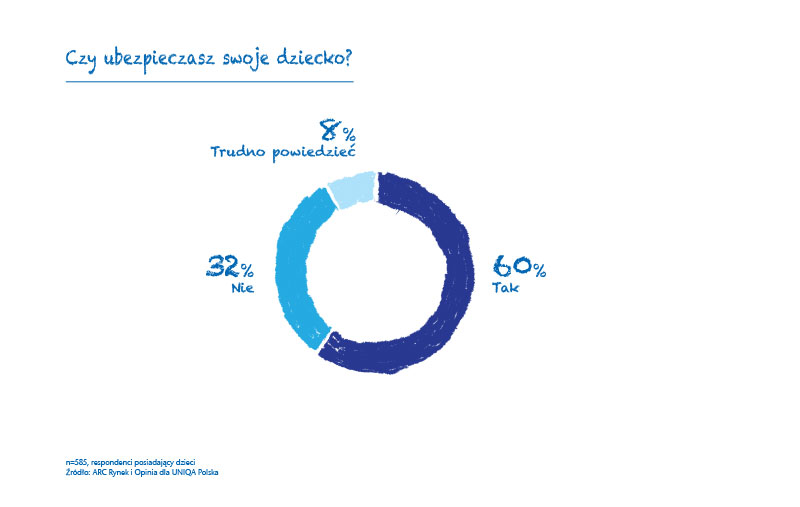 Czy ubezpieczasz swoje dziecko?
8%
Trudno powiedzieć
32%
Nie
60%
Tak
n=585, respondenci posiadający dzieci
Źródło: ARC Rynek i Opinia dla UNIQA Polska